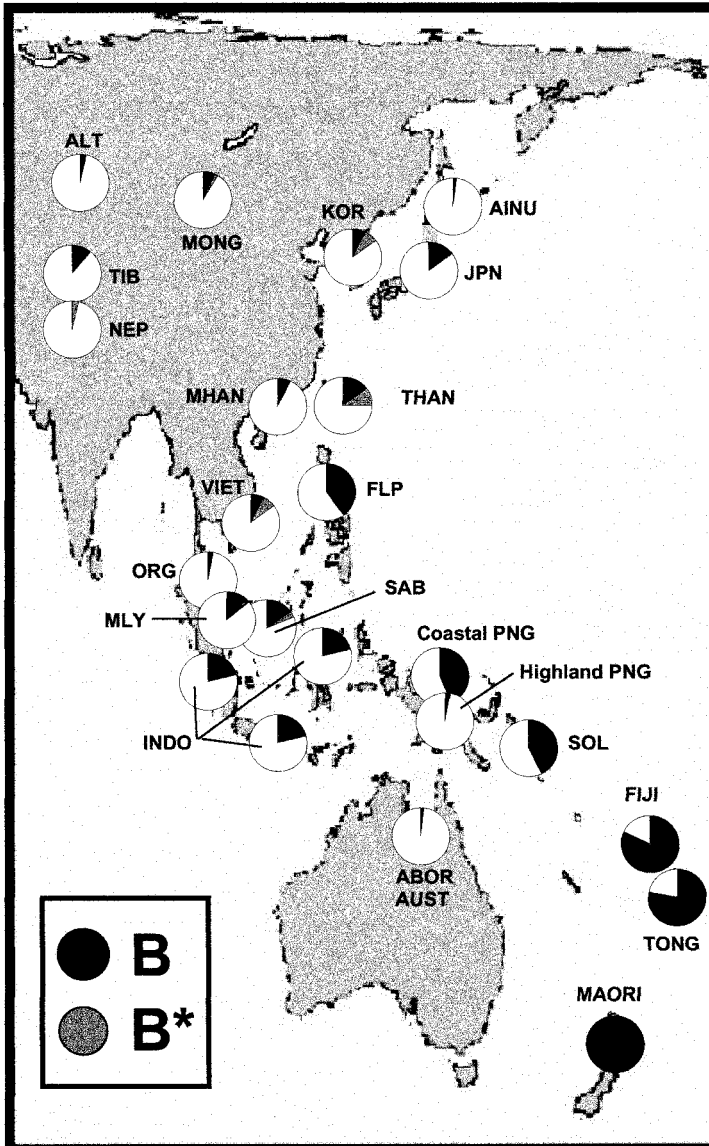 ALT
MONG
KOR
AINU
TIB
JPN
NEP
MHAN
THAN
VIET
FLP
ORG
SAB
MLY
Coastal PNG
Highland PNG
INDO
SOL
FIJI
ABOR
AUST
TONG
MAORI
B
B*